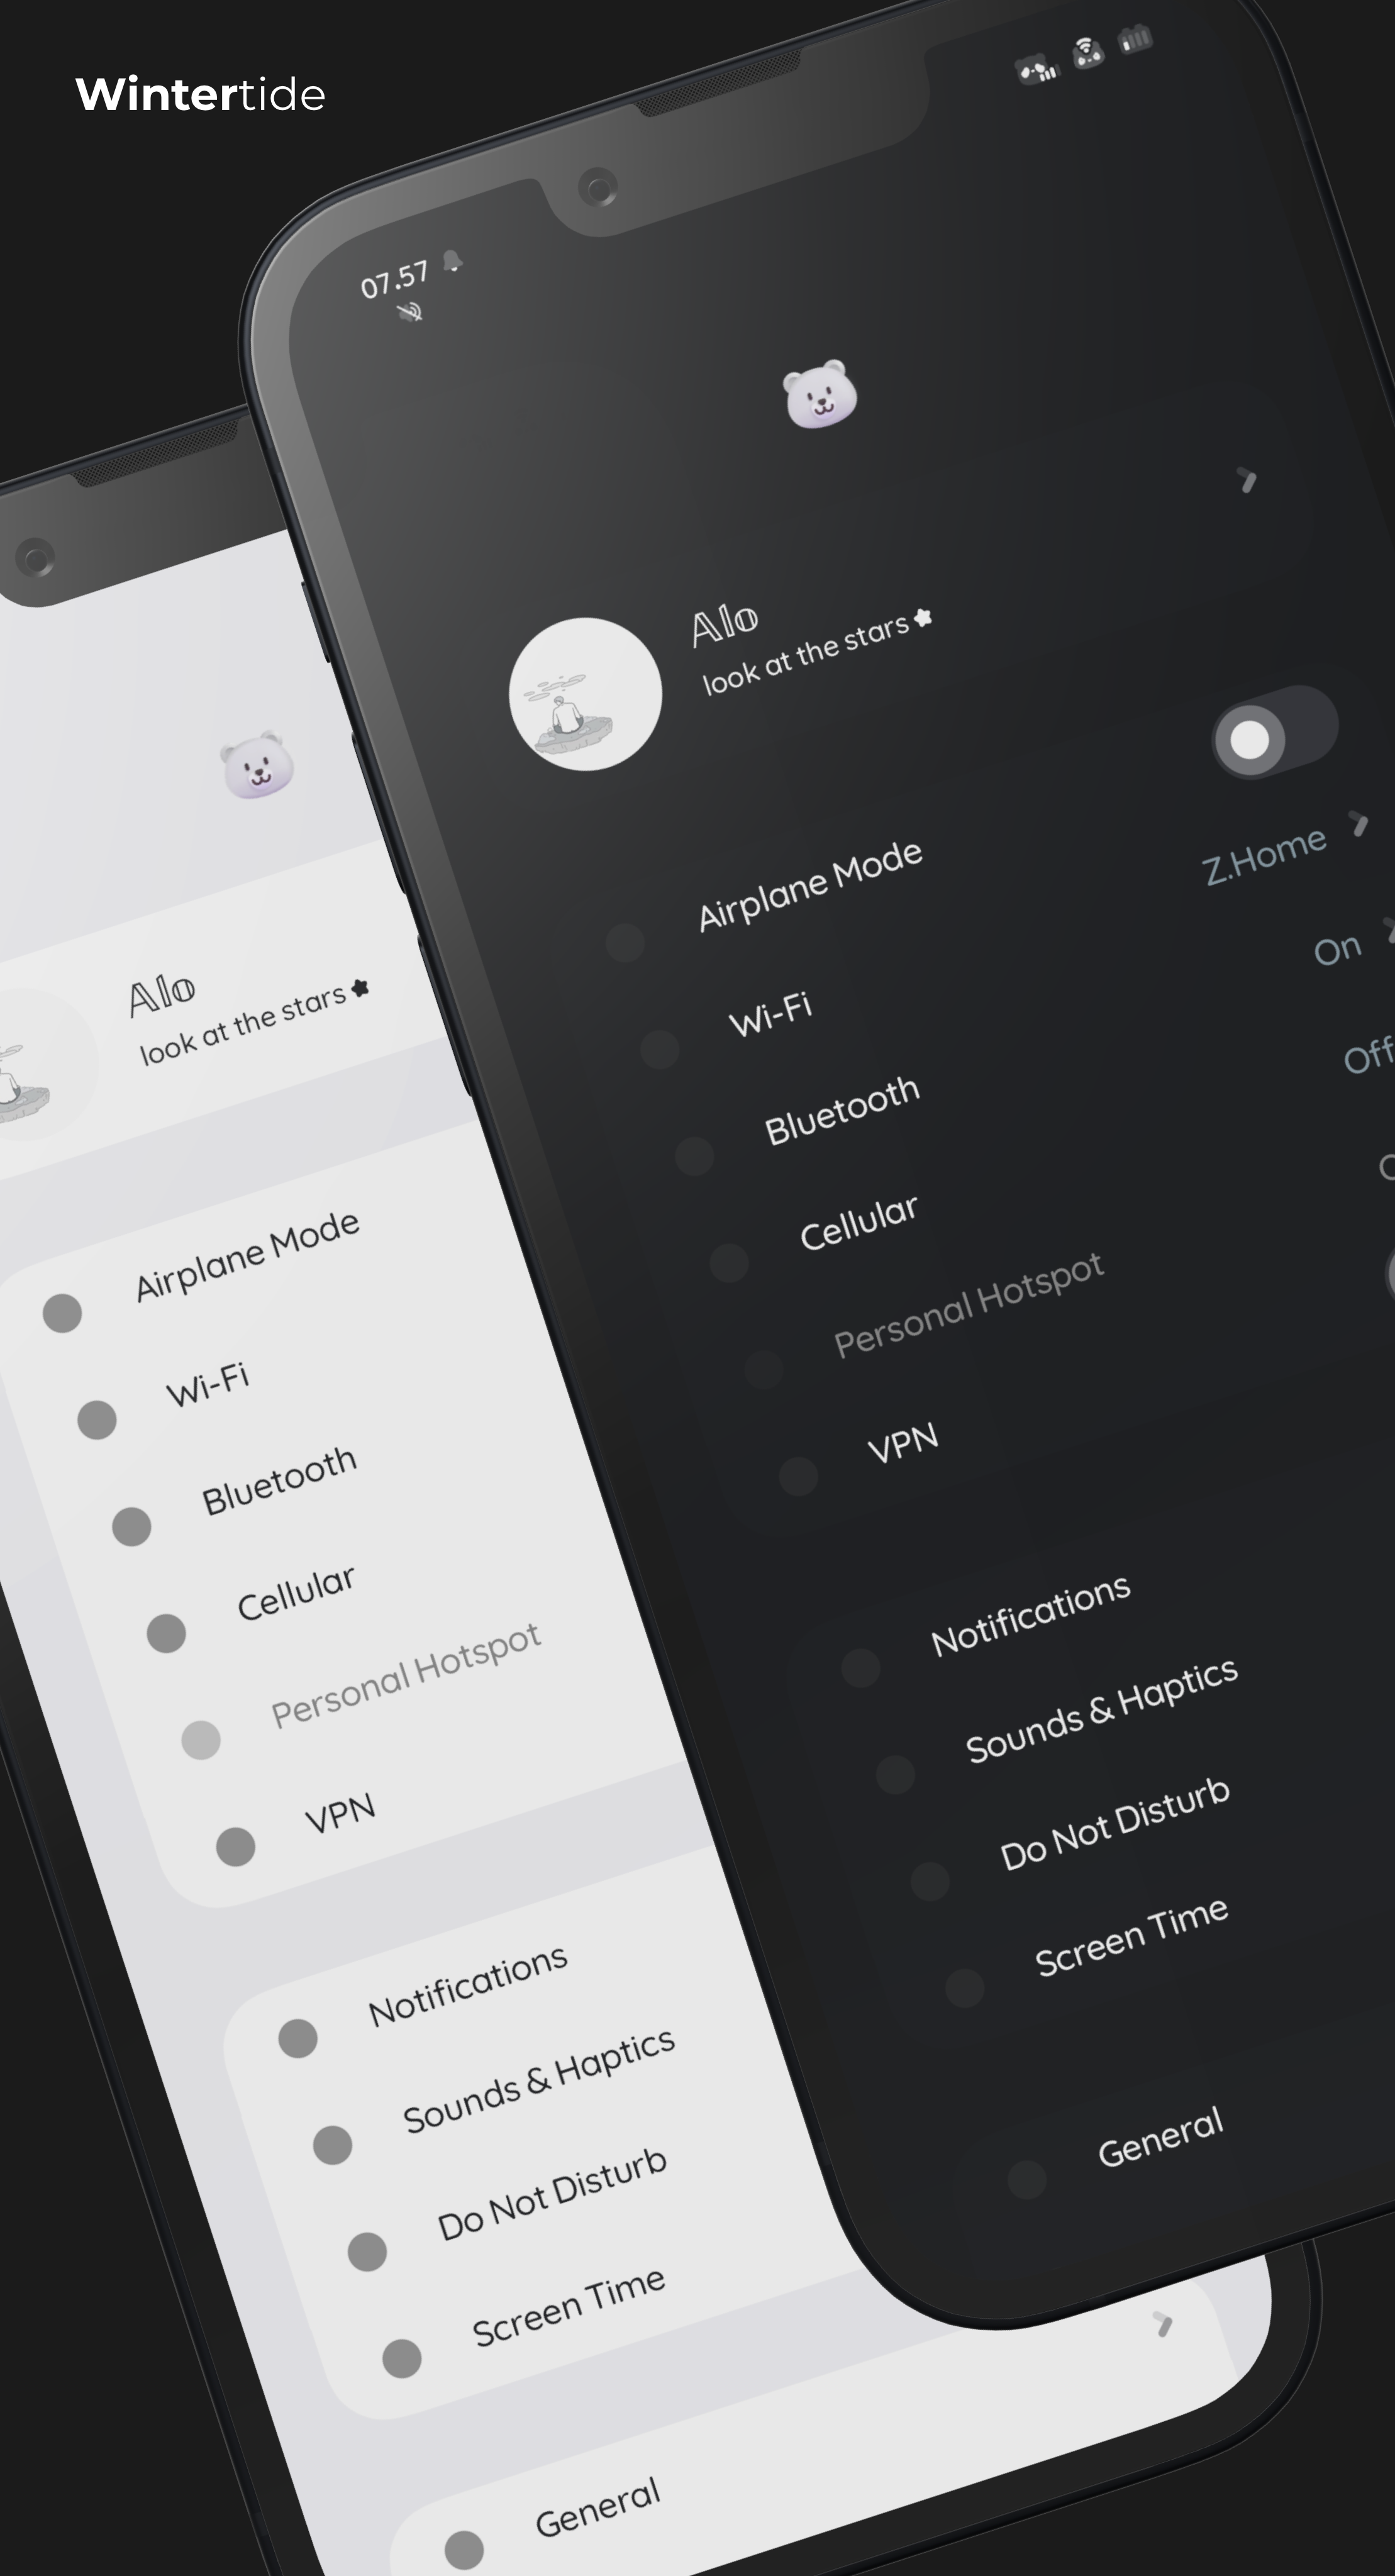 Wintertide
07.57
Alo
look at the stars
Airplane Mode
Z.Home
Wi-Fi
On
Bluetooth
Off
Cellular
Personal Hotspot
VPN
Notifications
Sounds & Haptics
Do Not Disturb
Screen Time
General
Alo
look at the stars
Airplane Mode
Wi-Fi
Bluetooth
Cellular
Personal Hotspot
VPN
Notifications
Sounds & Haptics
Do Not Disturb
Screen Time
General